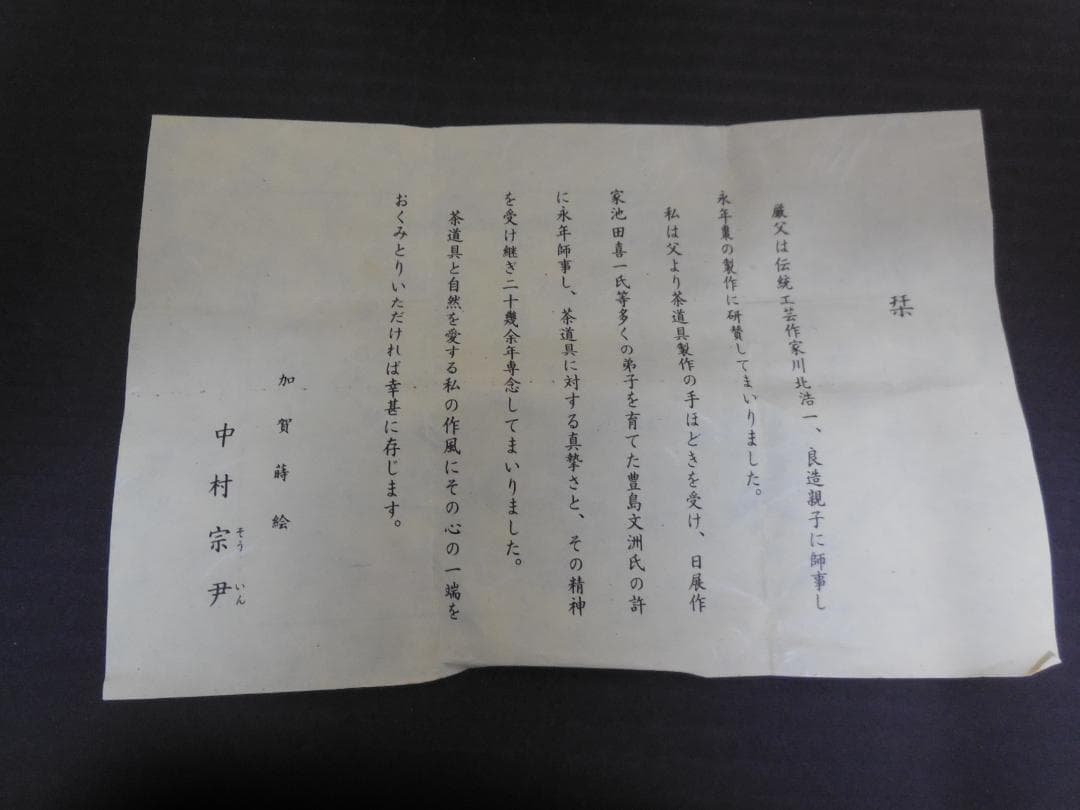 栞
厳父は伝統工芸作家川北浩一、良造親子に師事し
永年棗の製作に研賛してまいりました。
私は父より茶道具製作の手ほどきを受け、日展作
家池田喜一氏等多くの弟子を育てた豊島文洲氏の許
に永年師事し、茶道具に対する真摯さと、その精神
を受け継ぎ二十幾余年専念してまいりました。
茶道具と自然を愛する私の作風にその心の一端を
おくみとりいただければ幸甚に存じます。
加賀蒔絵
中村宗尹
そういん